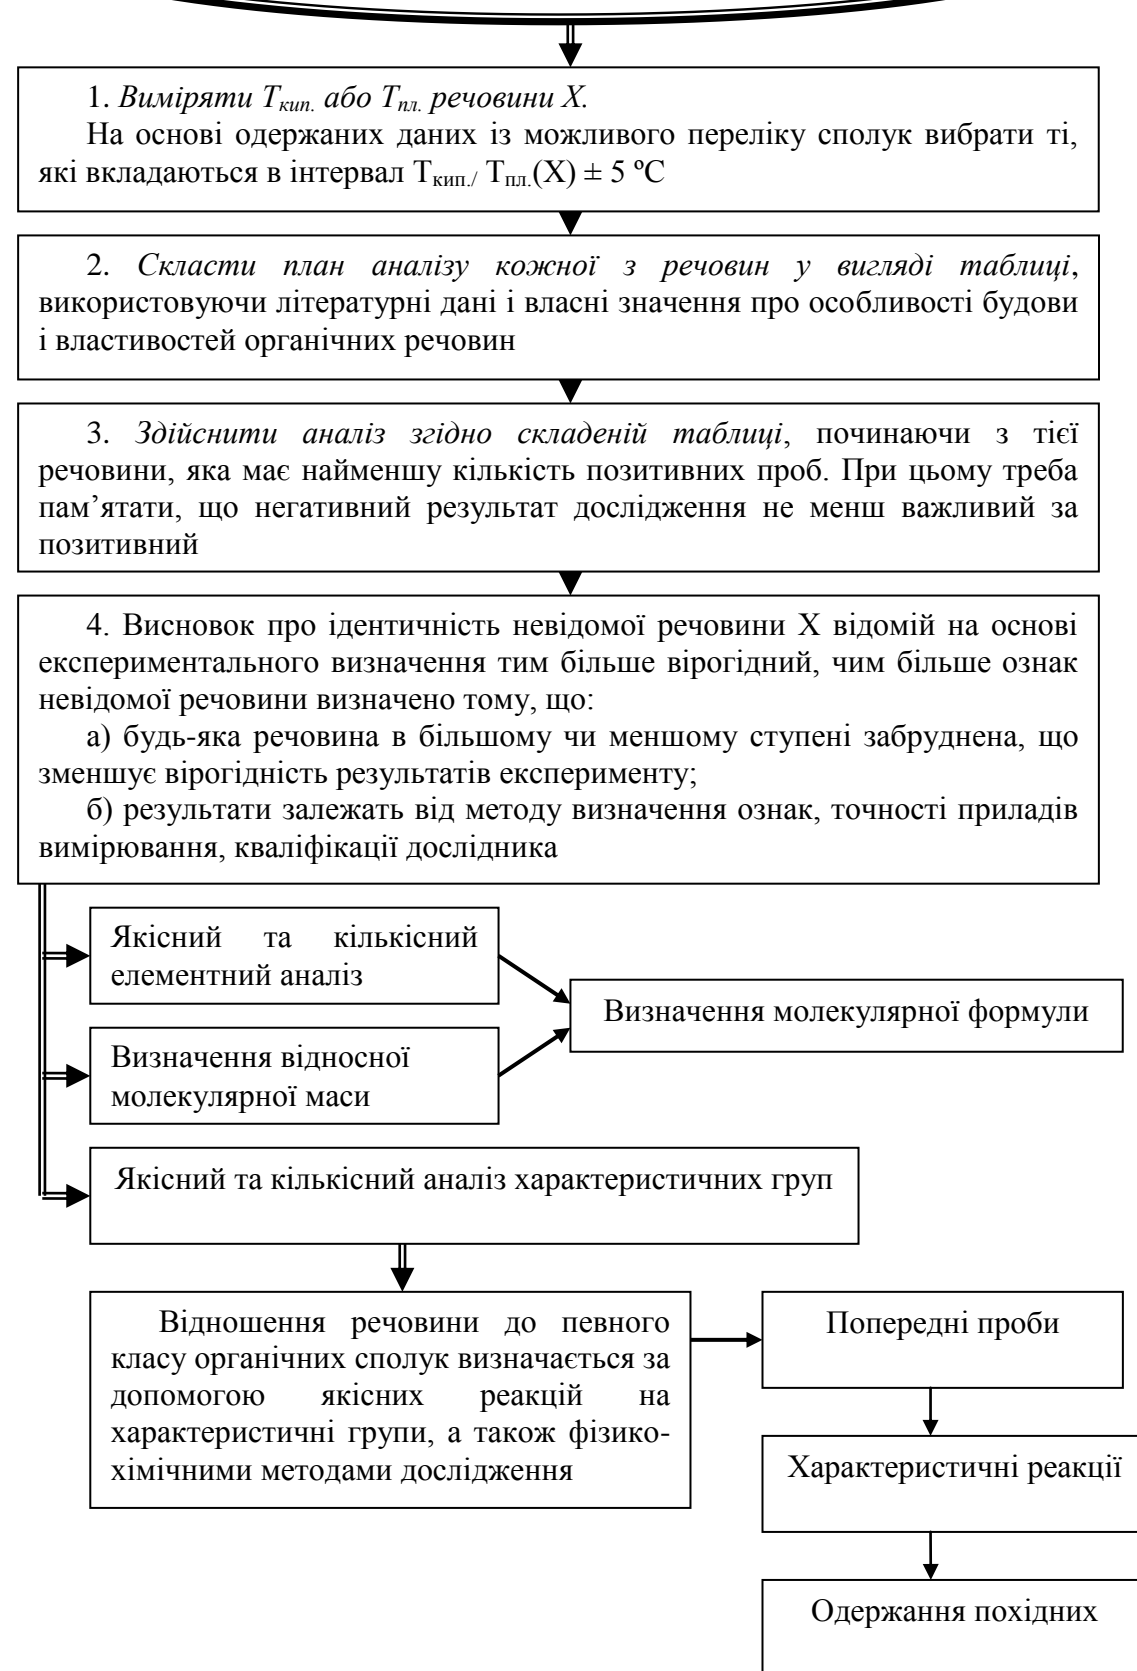 1. Виміряти Tкип. або Tпл. речовини X.
На основі одержаних даних із можливого переліку сполук вибрати ті,
які вкладаються в інтервал Tкип./ Tпл.(X) ± 5 ºC
2. Скласти план аналізу кожної з речовин у вигляді таблиці,
використовуючи літературні дані і власні значення про особливості будови
і властивостей органічних речовин
3. Здійснити аналіз згідно складеній таблиці, починаючи з тієї
речовини, яка має найменшу кількість позитивних проб. При цьому треба
пам’ятати, що негативний результат дослідження не менш важливий за
позитивний
4. Висновок про ідентичність невідомої речовини X відомій на основі
експериментального визначення тим більше вірогідний, чим більше ознак
невідомої речовини визначено тому, що:
а) будь-яка речовина в більшому чи меншому ступені забруднена, що
зменшує вірогідність результатів експерименту;
б) результати залежать від методу визначення ознак, точності приладів
вимірювання, кваліфікації дослідника
Якісний та кількісний
елементний аналіз
Визначення молекулярної формули
Визначення відносної
молекулярної маси
Якісний та кількісний аналіз характеристичних груп
Відношення речовини до певного
класу органічних сполук визначається за
допомогою якісних реакцій на
характеристичні групи, а також фізико-
хімічними методами дослідження
Попередні проби
Характеристичні реакції
Одержання похідних